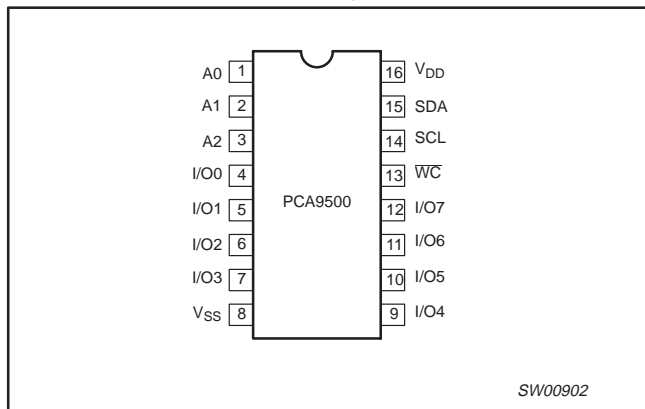 A0 1 16 VDD
A1 2 15 SDA
A2 3 14 SCL
I/O0 4 13 W̅C̅
I/O1 5 PCA9500 12 I/O7
I/O2 6 11 I/O6
I/O3 7 10 I/O5
VSS 8 9 I/O4
SW00902